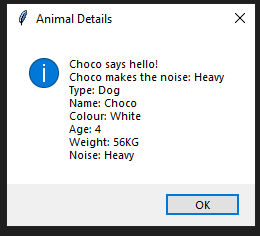 Animal Details
Choco says hello!
Choco makes the noise: Heavy
Type: Dog
Name: Choco
Colour: White
Age: 4
Weight: 56KG
Noise: Heavy
OK